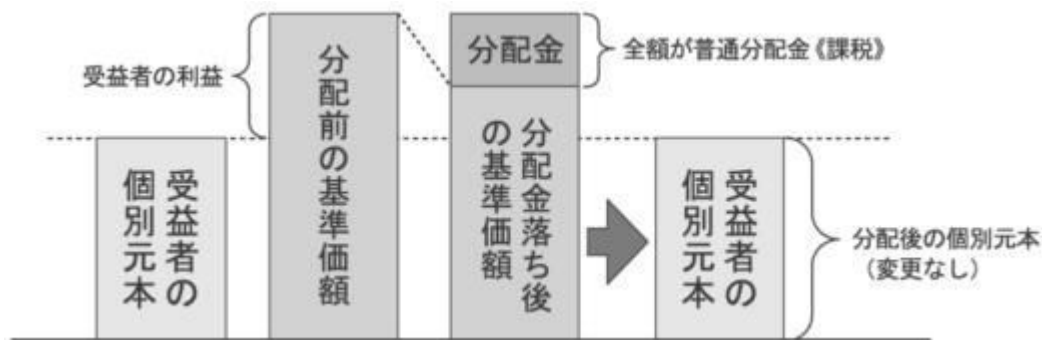 受益者の利益
受益者の
個別元本
分配前の基準価額
分配金
全額が普通分配金《課税》
分配金落ち後
の基準価額
受益者の
個別元本
分配後の個別元本
(変更なし)